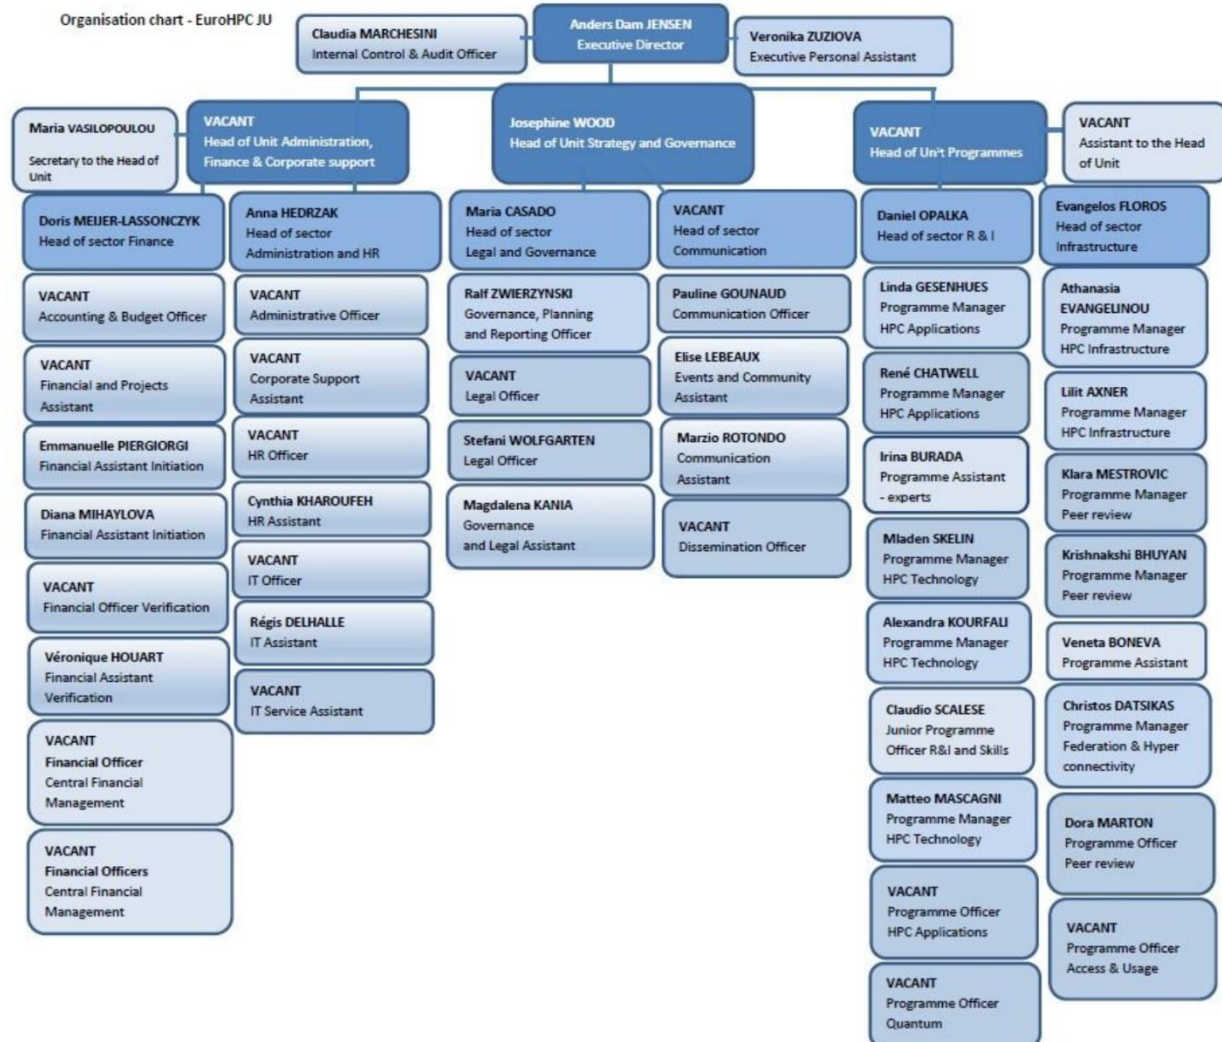 Organisation chart - EuroHPC JU
Claudia MARCHESINI
Internal Control & Audit Officer
Anders Dam JENSEN
Executive Director
Veronika ZUZIOVA
Executive Personal Assistant
Maria VASILOPOULOU
Secretary to the Head of
Unit
VACANT
Head of Unit Administration,
Finance & Corporate support
Josephine WOOD
Head of Unit Strategy and Governance
VACANT
Head of Unit Programmes
VACANT
Assistant to the Head
of Unit
Doris MEIJER-LASSONCZYK
Head of sector Finance
VACANT
Accounting & Budget Officer
VACANT
Financial and Projects
Assistant
Emmanuelle PIERGIORGI
Financial Assistant Initiation
Diana MIHAYLOVA
Financial Assistant Initiation
VACANT
Financial Officer Verification
Véronique HOUART
Financial Assistant
Verification
VACANT
Financial Officer
Central Financial
Management
VACANT
Financial Officers
Central Financial
Management
Anna HEDRZAK
Head of sector
Administration and HR
VACANT
Administrative Officer
VACANT
Corporate Support
Assistant
VACANT
HR Officer
Cynthia KHAROUFEH
HR Assistant
VACANT
IT Officer
Régis DELHALLE
IT Assistant
VACANT
IT Service Assistant
Maria CASADO
Head of sector
Legal and Governance
Ralf ZWIERZYNSKI
Governance, Planning
and Reporting Officer
VACANT
Legal Officer
Stefani WOLFGARTEN
Legal Officer
Magdalena KANIA
Governance
and Legal Assistant
VACANT
Head of sector
Communication
Pauline GOUNAUD
Communication Officer
Elise LEBEAUX
Events and Community
Assistant
Marzio ROTONDO
Communication
Assistant
VACANT
Dissemination Officer
Daniel OPALKA
Head of sector R & I
Linda GESENHUES
Programme Manager
HPC Applications
René CHATWELL
Programme Manager
HPC Applications
Irina BURADA
Programme Assistant
- experts
Mladen SKELIN
Programme Manager
HPC Technology
Alexandra KOURFALI
Programme Manager
HPC Technology
Claudio SCALESE
Junior Programme
Officer R&I and Skills
Matteo MASCAGNI
Programme Manager
HPC Technology
VACANT
Programme Officer
HPC Applications
VACANT
Programme Officer
Quantum
Evangelos FLOROS
Head of sector
Infrastructure
Athanasia
EVANGELINOU
Programme Manager
HPC Infrastructure
Lilit AXNER
Programme Manager
HPC Infrastructure
Klara MESTROVIC
Programme Manager
Peer review
Krishnakshi BHUYAN
Programme Manager
Peer review
Veneta BONEVA
Programme Assistant
Christos DATSIKAS
Programme Manager
Federation & Hyper
connectivity
Dora MARTON
Programme Officer
Peer review
VACANT
Programme Officer
Access & Usage